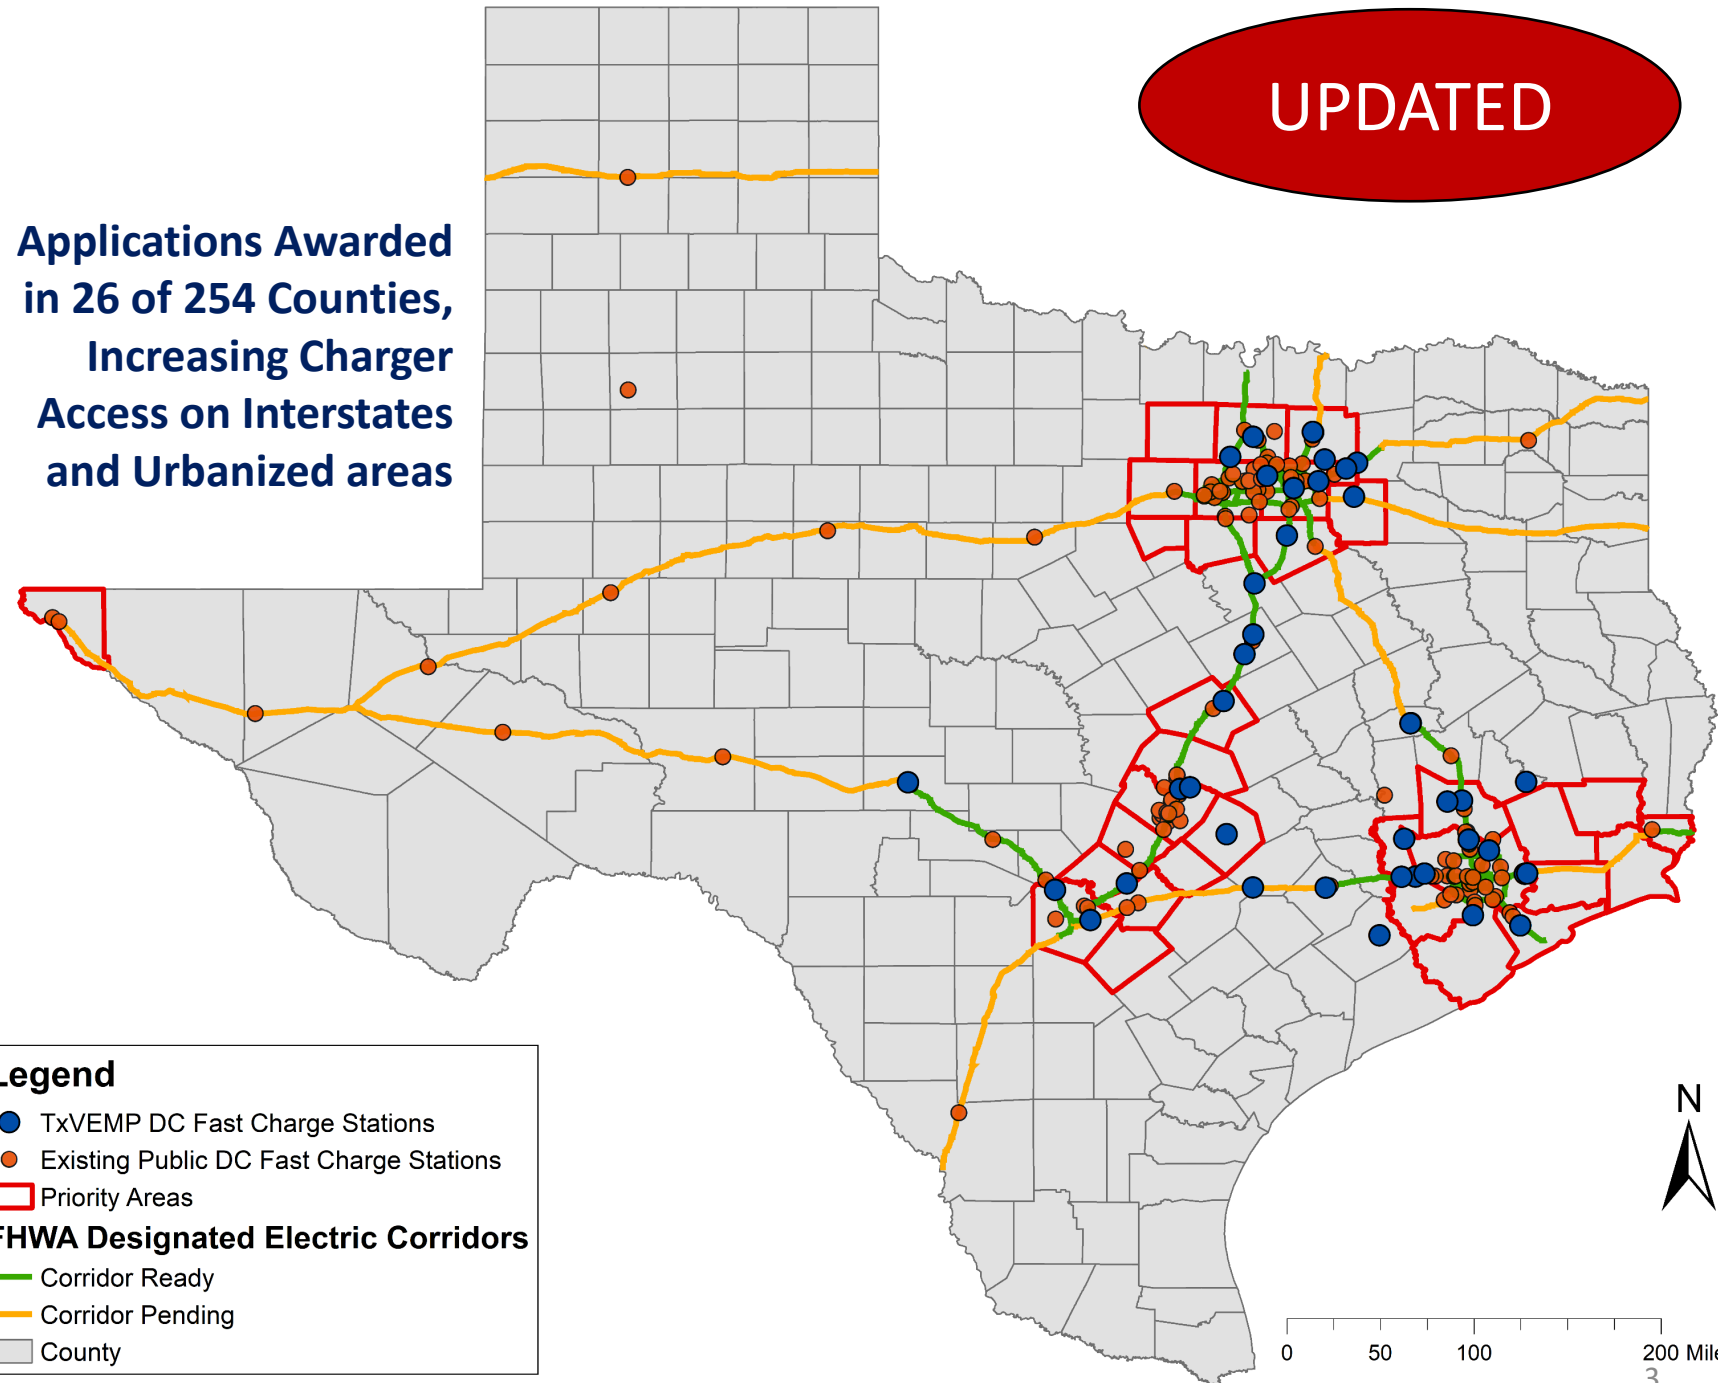 UPDATED
Applications Awarded
in 26 of 254 Counties,
Increasing Charger
Access on Interstates
and Urbanized areas
Legend
TxVEMP DC Fast Charge Stations
Existing Public DC Fast Charge Stations
Priority Areas
FHWA Designated Electric Corridors
Corridor Ready
Corridor Pending
County
N
0 50 100 200 Mile
3